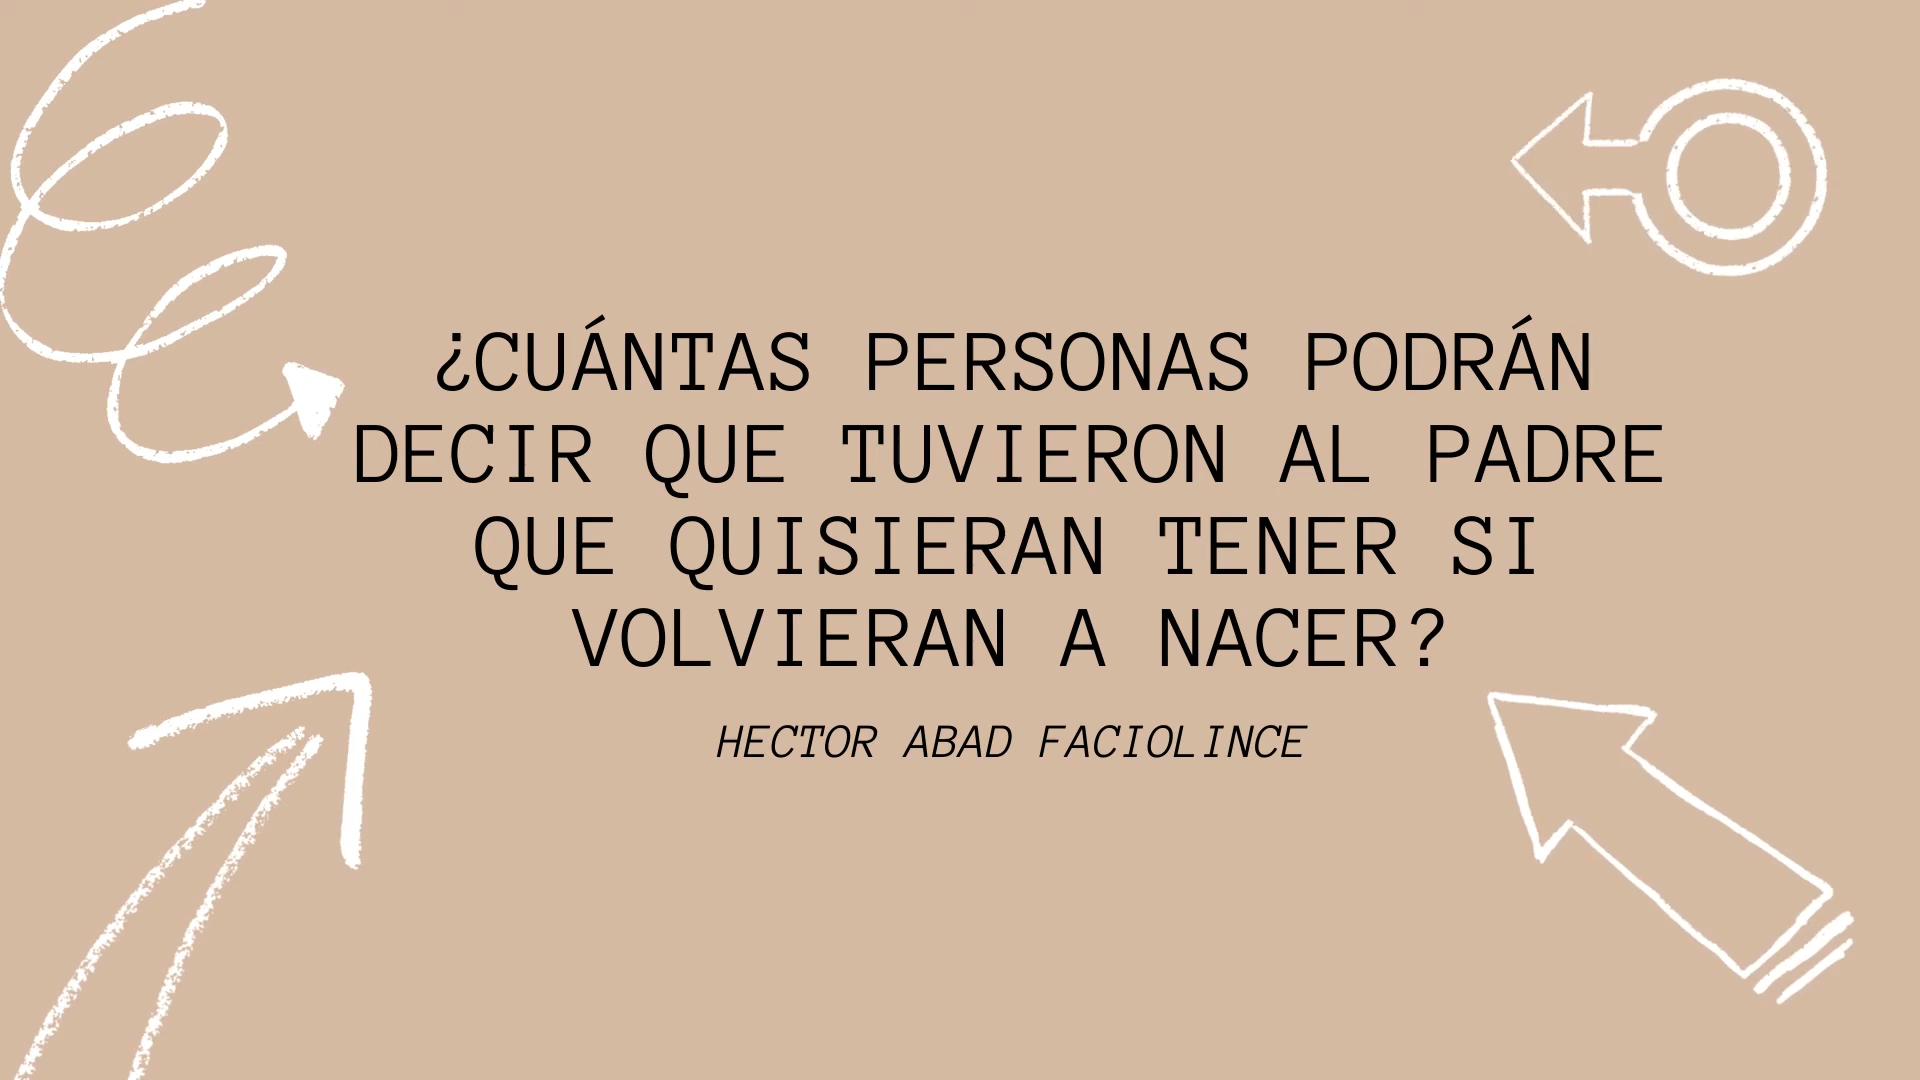 ¿CUÁNTAS PERSONAS PODRÁN
DECIR QUE TUVIERON AL PADRE
QUE QUISIERAN TENER SI
VOLVIERAN A NACER?
HECTOR ABAD FACIOLINCE